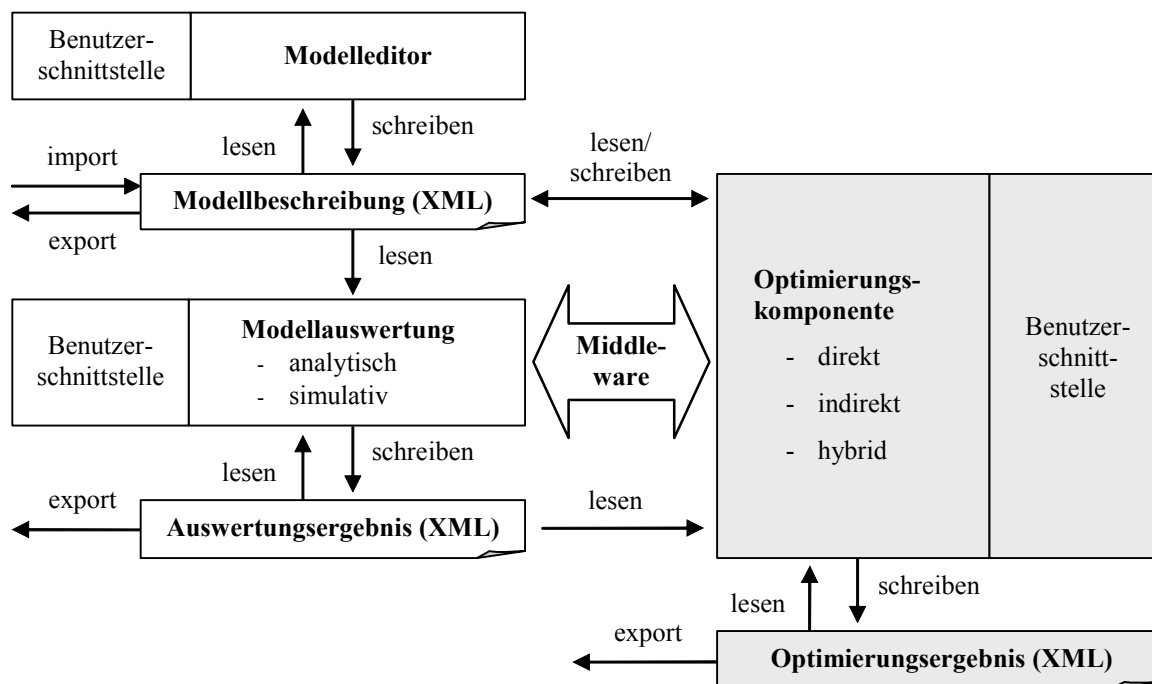 Benutzer-
schnittstelle
Modelleditor
lesen
schreiben
import
export
Modellbeschreibung (XML)
lesen/
schreiben
lesen
Benutzer-
schnittstelle
Modellauswertung
- analytisch
- simulativ
Middle-
ware
Optimierungs-
komponente
- direkt
- indirekt
- hybrid
Benutzer-
schnitt-
stelle
lesen
schreiben
export
Auswertungsergebnis (XML)
lesen
lesen
schreiben
export
Optimierungsergebnis (XML)